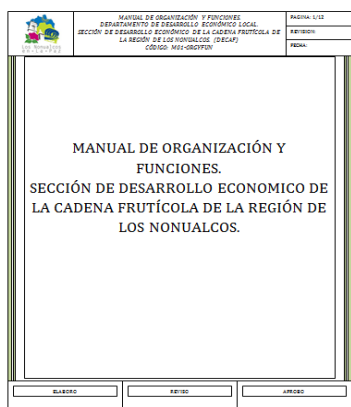 MANUAL DE ORGANIZACIÓN Y FUNCIONES.
DEPARTAMENTO DE DESARROLLO ECONÓMICO LOCAL.
SECCIÓN DE DESARROLLO ECONÓMICO DE LA CADENA FRUTÍCOLA DE
LA REGIÓN DE LOS NONUALCOS. (DECAF)
CÓDIGO: M01-ORGYFUN
PAGINA: 1/12
REVISION:
FECHA:
Los Nonualcos
MANUAL DE ORGANIZACIÓN Y
FUNCIONES.
SECCIÓN DE DESARROLLO ECONOMICO DE
LA CADENA FRUTÍCOLA DE LA REGIÓN DE
LOS NONUALCOS.
ELABORO
REVISO
APROBO